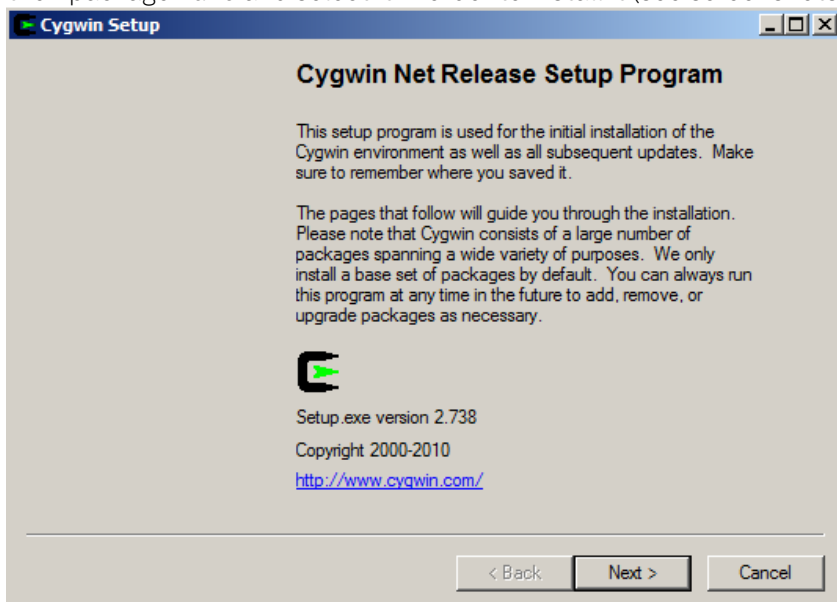 Cygwin Setup
Cygwin Net Release Setup Program
This setup program is used for the initial installation of the
Cygwin environment as well as all subsequent updates.  Make
sure to remember where you saved it.
The pages that follow will guide you through the installation.
Please note that Cygwin consists of a large number of
packages spanning a wide variety of purposes.  We only
install a base set of packages by default.  You can always run
this program at any time in the future to add, remove, or
upgrade packages as necessary.
Setup.exe version 2.738
Copyright 2000-2010
http://www.cygwin.com/
< Back Next > Cancel